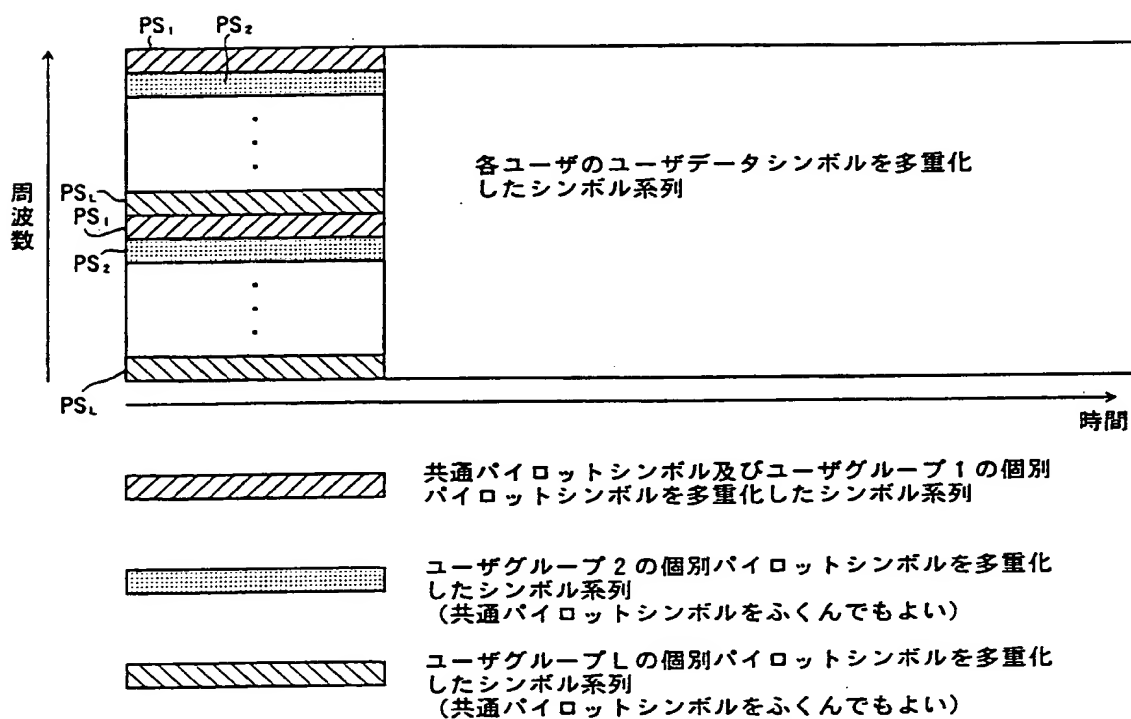 PS₁ PS₂
各ユーザのユーザデータシンボルを多重化
したシンボル系列
周波数
PS_L
PS₁
PS₂
PS_L
時間
共通パイロットシンボル及びユーザグループ1の個別
パイロットシンボルを多重化したシンボル系列
ユーザグループ2の個別パイロットシンボルを多重化
したシンボル系列
(共通パイロットシンボルをふくんでもよい)
ユーザグループLの個別パイロットシンボルを多重化
したシンボル系列
(共通パイロットシンボルをふくんでもよい)